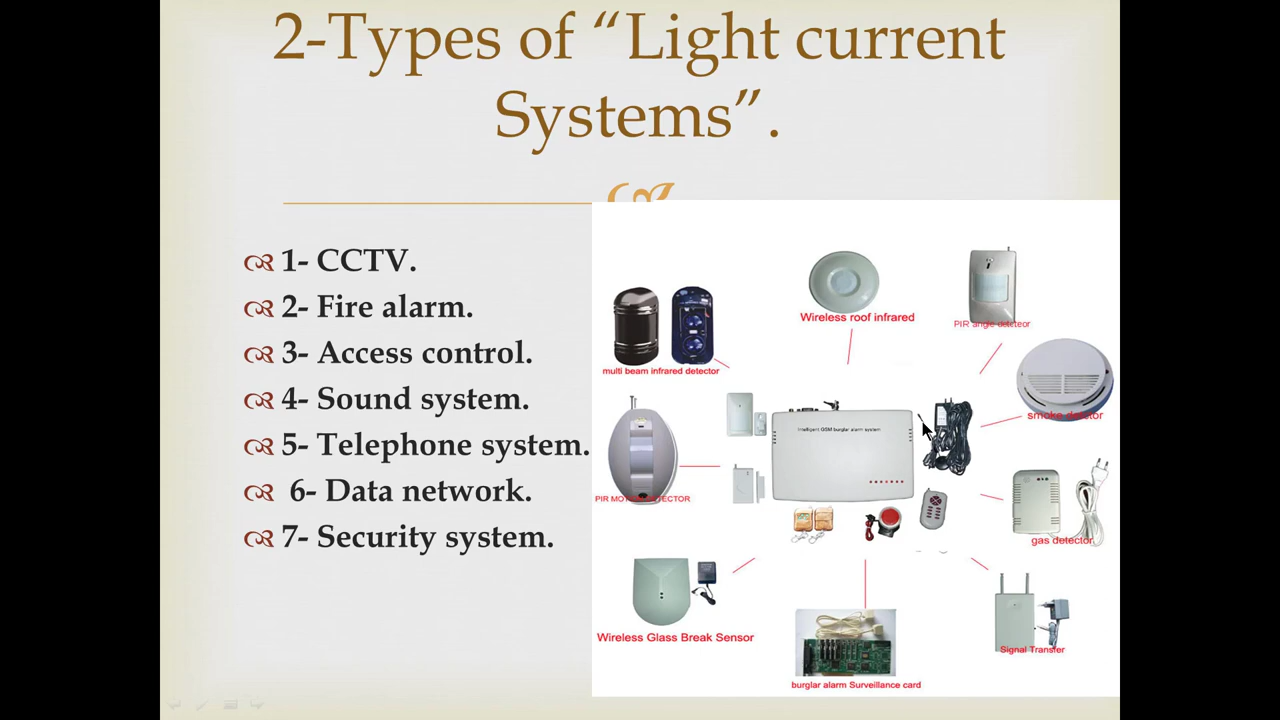 2-Types of “Light current
Systems”.
1- CCTV.
2- Fire alarm.
3- Access control.
4- Sound system.
5- Telephone system.
6- Data network.
7- Security system.
Wireless roof infrared
PIR angle detcteor
multi beam infrared detector
smoke detctor
Intelligent GSM burglar alarm system
PIR MOTION DETECTOR
gas detector
Wireless Glass Break Sensor
Signal Transfer
burglar alarm Surveillance card